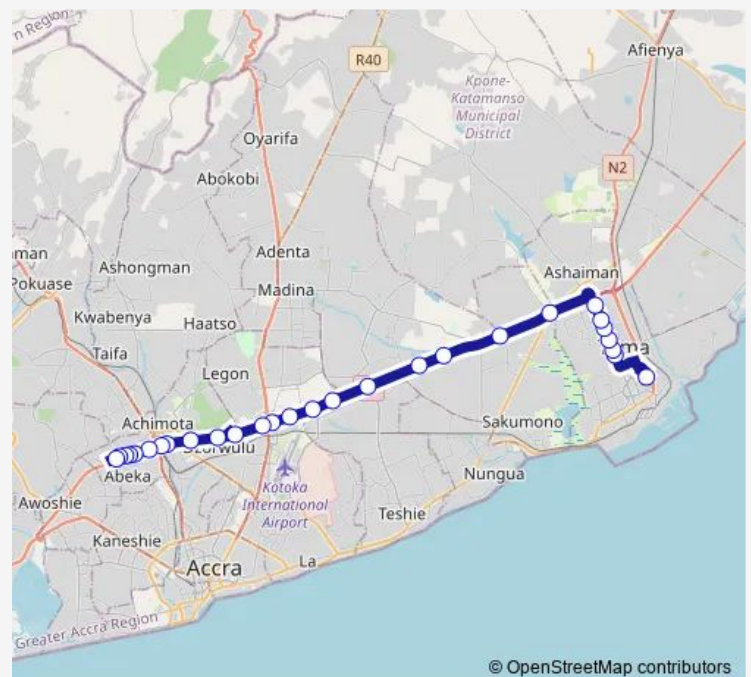 n Region
Afienya
R40
Kpone-
Katamanso
Municipal
District
Oyarifa
Abokobi
N2
man
Adenta
Ashongman
Ashaiman
Pokuase
Madina
Kwabenya
Haatso
ma
Taifa
Legon
Achimota
Sakumono
Dzorwulu
Abeka
Nungua
Kotoka
International
Airport
Awoshie
Teshie
Kaneshie
La
Accra
Greater Accra Region
© OpenStreetMap contributors